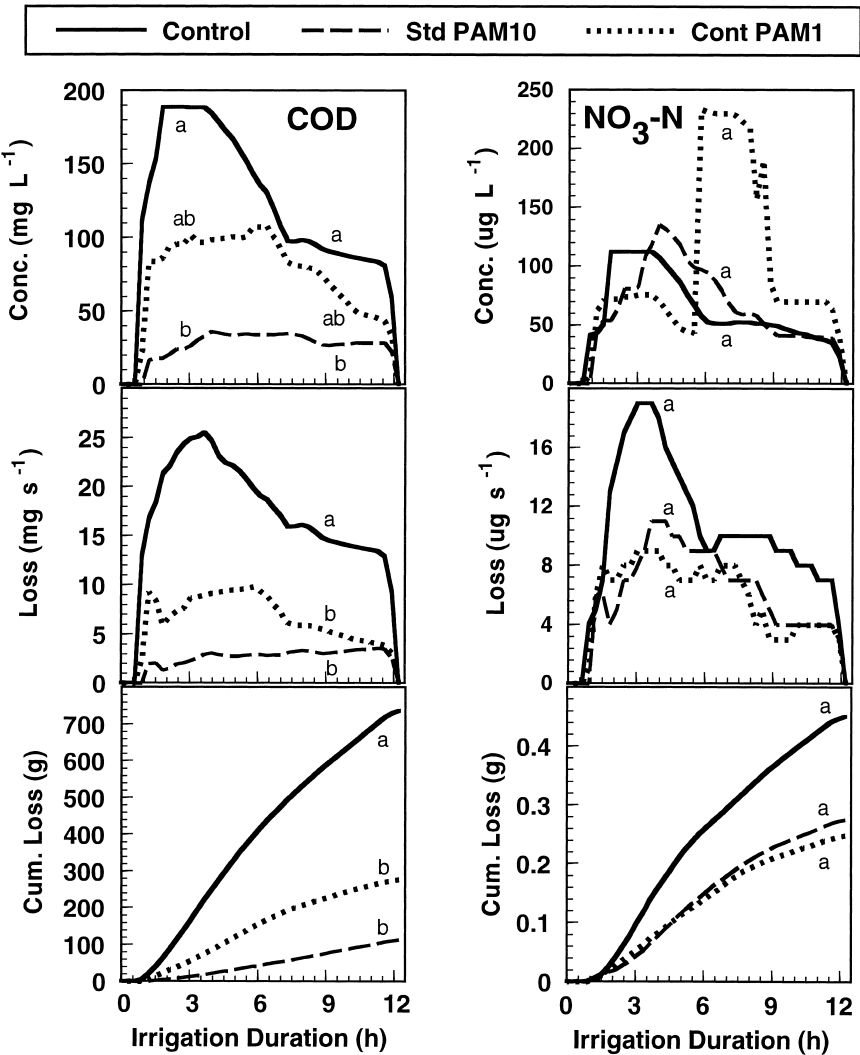 Control Std PAM10 Cont PAM1
COD
Conc. (mg L⁻¹)
200
150
100
50
0
a
ab
a
ab
b
b
NO₃-N
Conc. (ug L⁻¹)
250
200
150
100
50
0
a
a
a
Loss (mg s⁻¹)
25
20
15
10
5
0
a
b
b
Loss (ug s⁻¹)
16
12
8
4
0
a
a
a
Cum. Loss (g)
700
600
500
400
300
200
100
0
a
b
b
0 3 6 9 12
Irrigation Duration (h)
Cum. Loss (g)
0.4
0.3
0.2
0.1
0
a
a
a
0 3 6 9 12
Irrigation Duration (h)